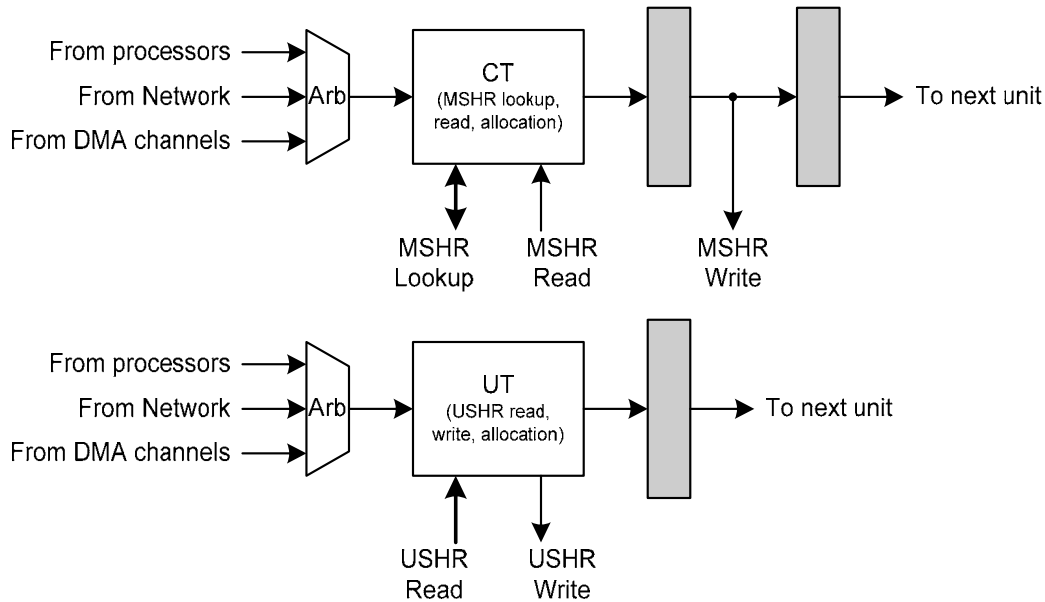 From processors
From Network
From DMA channels
Arb
CT
(MSHR lookup,
read, allocation)
To next unit
MSHR
Lookup
MSHR
Read
MSHR
Write
From processors
From Network
From DMA channels
Arb
UT
(USHR read,
write, allocation)
To next unit
USHR
Read
USHR
Write